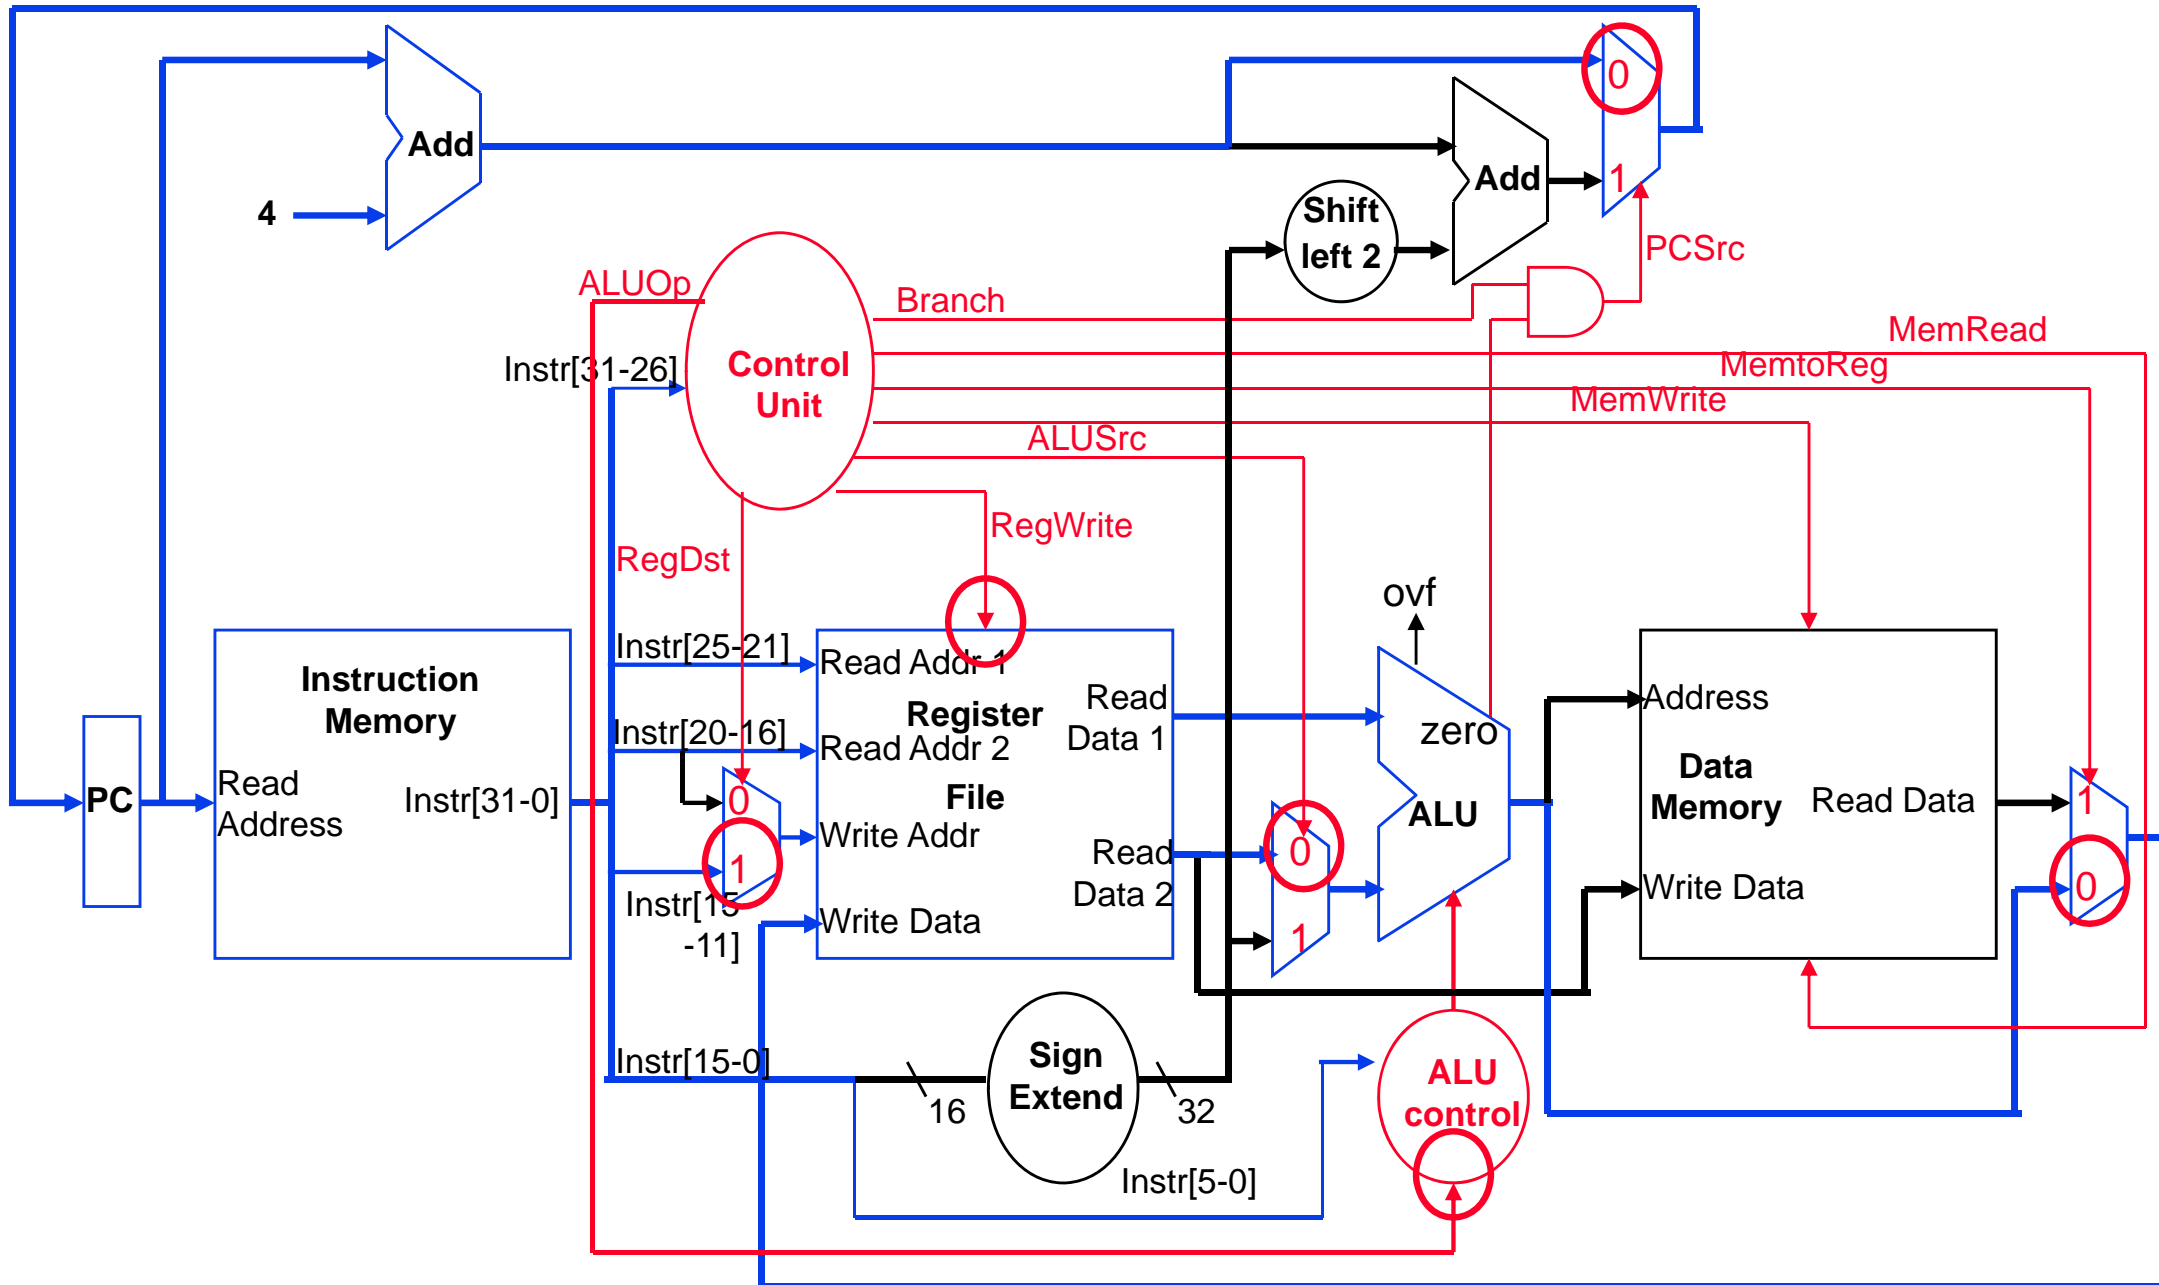 0
Add
Add
1
4
Shift
left 2
PCSrc
ALUOp
Branch
MemRead
Instr[31-26]
Control
Unit
MemtoReg
MemWrite
ALUSrc
RegWrite
RegDst
ovf
Instr[25-21]
Read Addr 1
Instruction
Memory
Register
Read
Data 1
zero
Address
Instr[20-16]
Read Addr 2
Data
Memory
Read
Address
PC
Instr[31-0]
0
File
ALU
Read Data
1
Write Addr
1
Read
Data 2
0
Write Data
0
Instr[15
-11]
Write Data
1
Instr[15-0]
Sign
Extend
16
32
ALU
control
Instr[5-0]